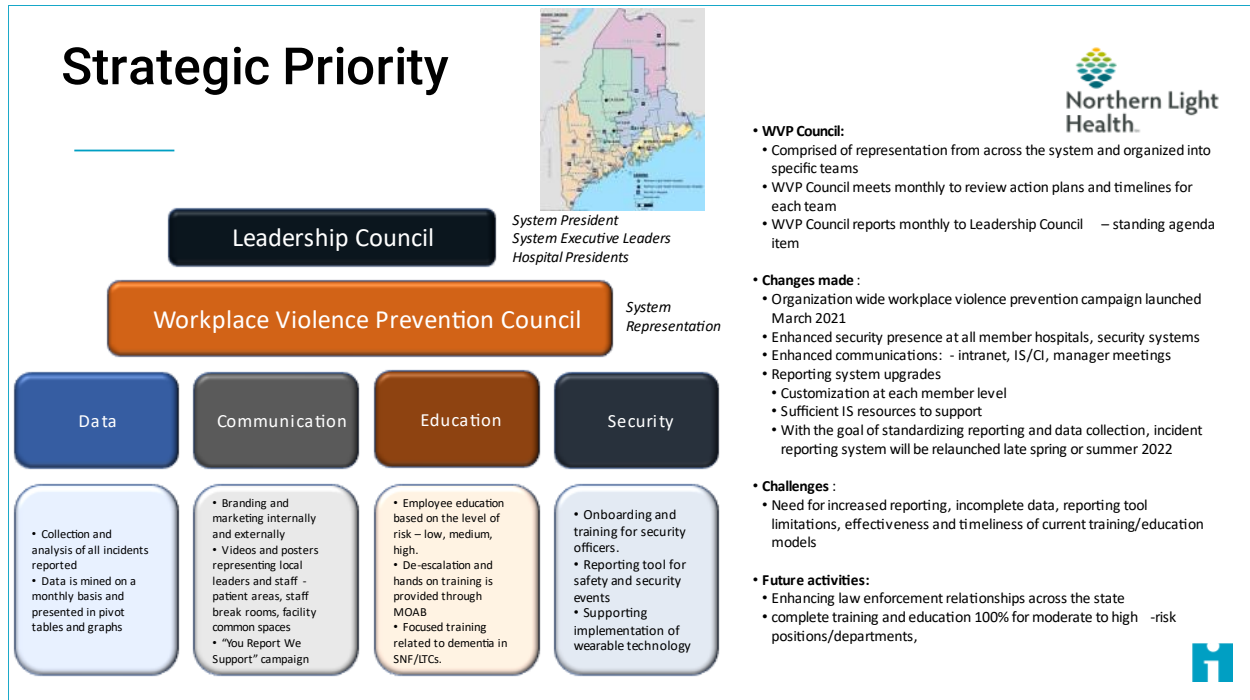 Strategic Priority
Northern Light
Health™
Leadership Council
System President
System Executive Leaders
Hospital Presidents
Workplace Violence Prevention Council
System
Representation
Data
Communication
Education
Security
• Collection and
analysis of all incidents
reported
• Data is mined on a
monthly basis and
presented in pivot
tables and graphs
• Branding and
marketing internally
and externally
• Videos and posters
representing local
leaders and staff -
patient areas, staff
break rooms, facility
common spaces
• “You Report We
Support” campaign
• Employee education
based on the level of
risk – low, medium,
high.
• De-escalation and
hands on training is
provided through
MOAB
• Focused training
related to dementia in
SNF/LTCs.
• Onboarding and
training for security
officers.
• Reporting tool for
safety and security
events
• Supporting
implementation of
wearable technology
• WVP Council:
• Comprised of representation from across the system and organized into
specific teams
• WVP Council meets monthly to review action plans and timelines for
each team
• WVP Council reports monthly to Leadership Council – standing agenda
item
• Changes made :
• Organization wide workplace violence prevention campaign launched
March 2021
• Enhanced security presence at all member hospitals, security systems
• Enhanced communications: - intranet, IS/CI, manager meetings
• Reporting system upgrades
• Customization at each member level
• Sufficient IS resources to support
• With the goal of standardizing reporting and data collection, incident
reporting system will be relaunched late spring or summer 2022
• Challenges :
• Need for increased reporting, incomplete data, reporting tool
limitations, effectiveness and timeliness of current training/education
models
• Future activities:
• Enhancing law enforcement relationships across the state
• complete training and education 100% for moderate to high -risk
positions/departments,